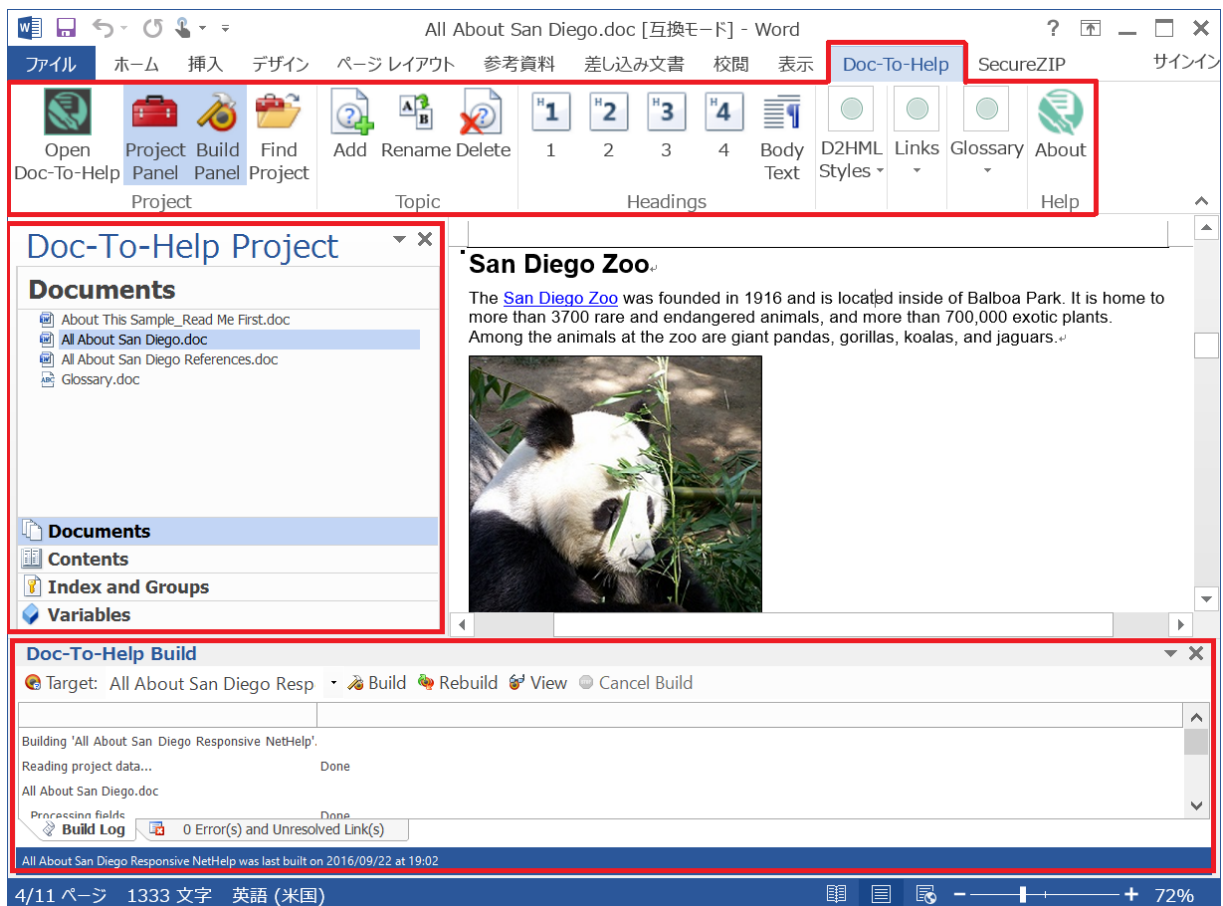 All About San Diego.doc [互換モード] - Word
ファイル ホーム 挿入 デザイン ページ レイアウト 参考資料 差し込み文書 校閲 表示 Doc-To-Help SecureZIP サインイン
Open Doc-To-Help
Project Panel
Build Panel
Find Project
Project
Add Rename Delete
Topic
H1 H2 H3 H4
1 2 3 4 Body Text
Headings
D2HML Styles
Links
Glossary
About
Help
Doc-To-Help Project
Documents
About This Sample_Read Me First.doc
All About San Diego.doc
All About San Diego References.doc
Glossary.doc
Documents
Contents
Index and Groups
Variables
San Diego Zoo
The San Diego Zoo was founded in 1916 and is located inside of Balboa Park. It is home to
more than 3700 rare and endangered animals, and more than 700,000 exotic plants.
Among the animals at the zoo are giant pandas, gorillas, koalas, and jaguars.
Doc-To-Help Build
Target: All About San Diego Resp Build Rebuild View Cancel Build
Building 'All About San Diego Responsive NetHelp'.
Reading project data... Done
All About San Diego.doc
Processing fields Done
Build Log 0 Error(s) and Unresolved Link(s)
All About San Diego Responsive NetHelp was last built on 2016/09/22 at 19:02
4/11 ページ 1333 文字 英語 (米国) 72%